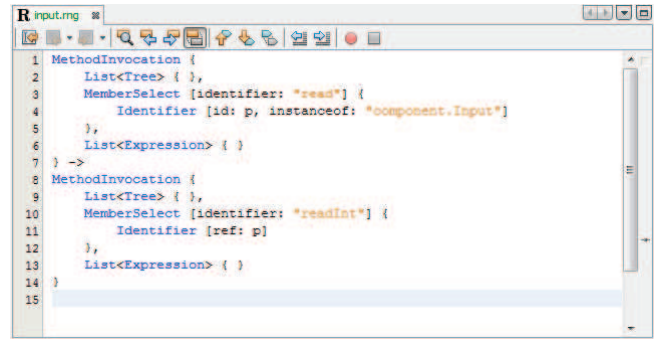 R input.rng
1 MethodInvocation {
2 List<Tree> { },
3 MemberSelect [identifier: "read"] {
4 Identifier [id: p, instanceof: "component.Input"]
5 },
6 List<Expression> { }
7 } ->
8 MethodInvocation {
9 List<Tree> { },
10 MemberSelect [identifier: "readInt"] {
11 Identifier [ref: p]
12 },
13 List<Expression> { }
14 }
15